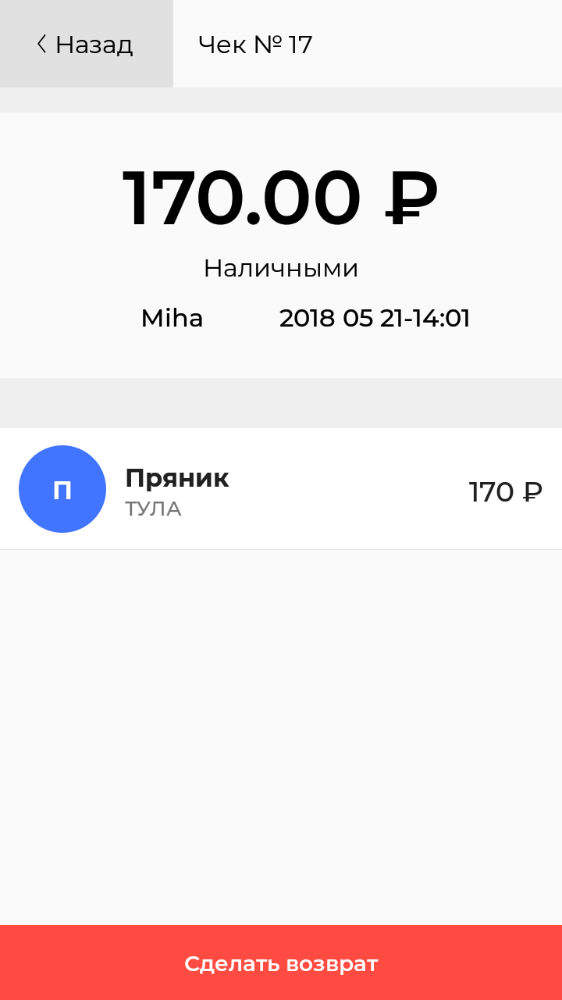 Назад Чек № 17
170.00 ₽
Наличными
Miha 2018 05 21-14:01
П
Пряник
ТУЛА
170 ₽
Сделать возврат